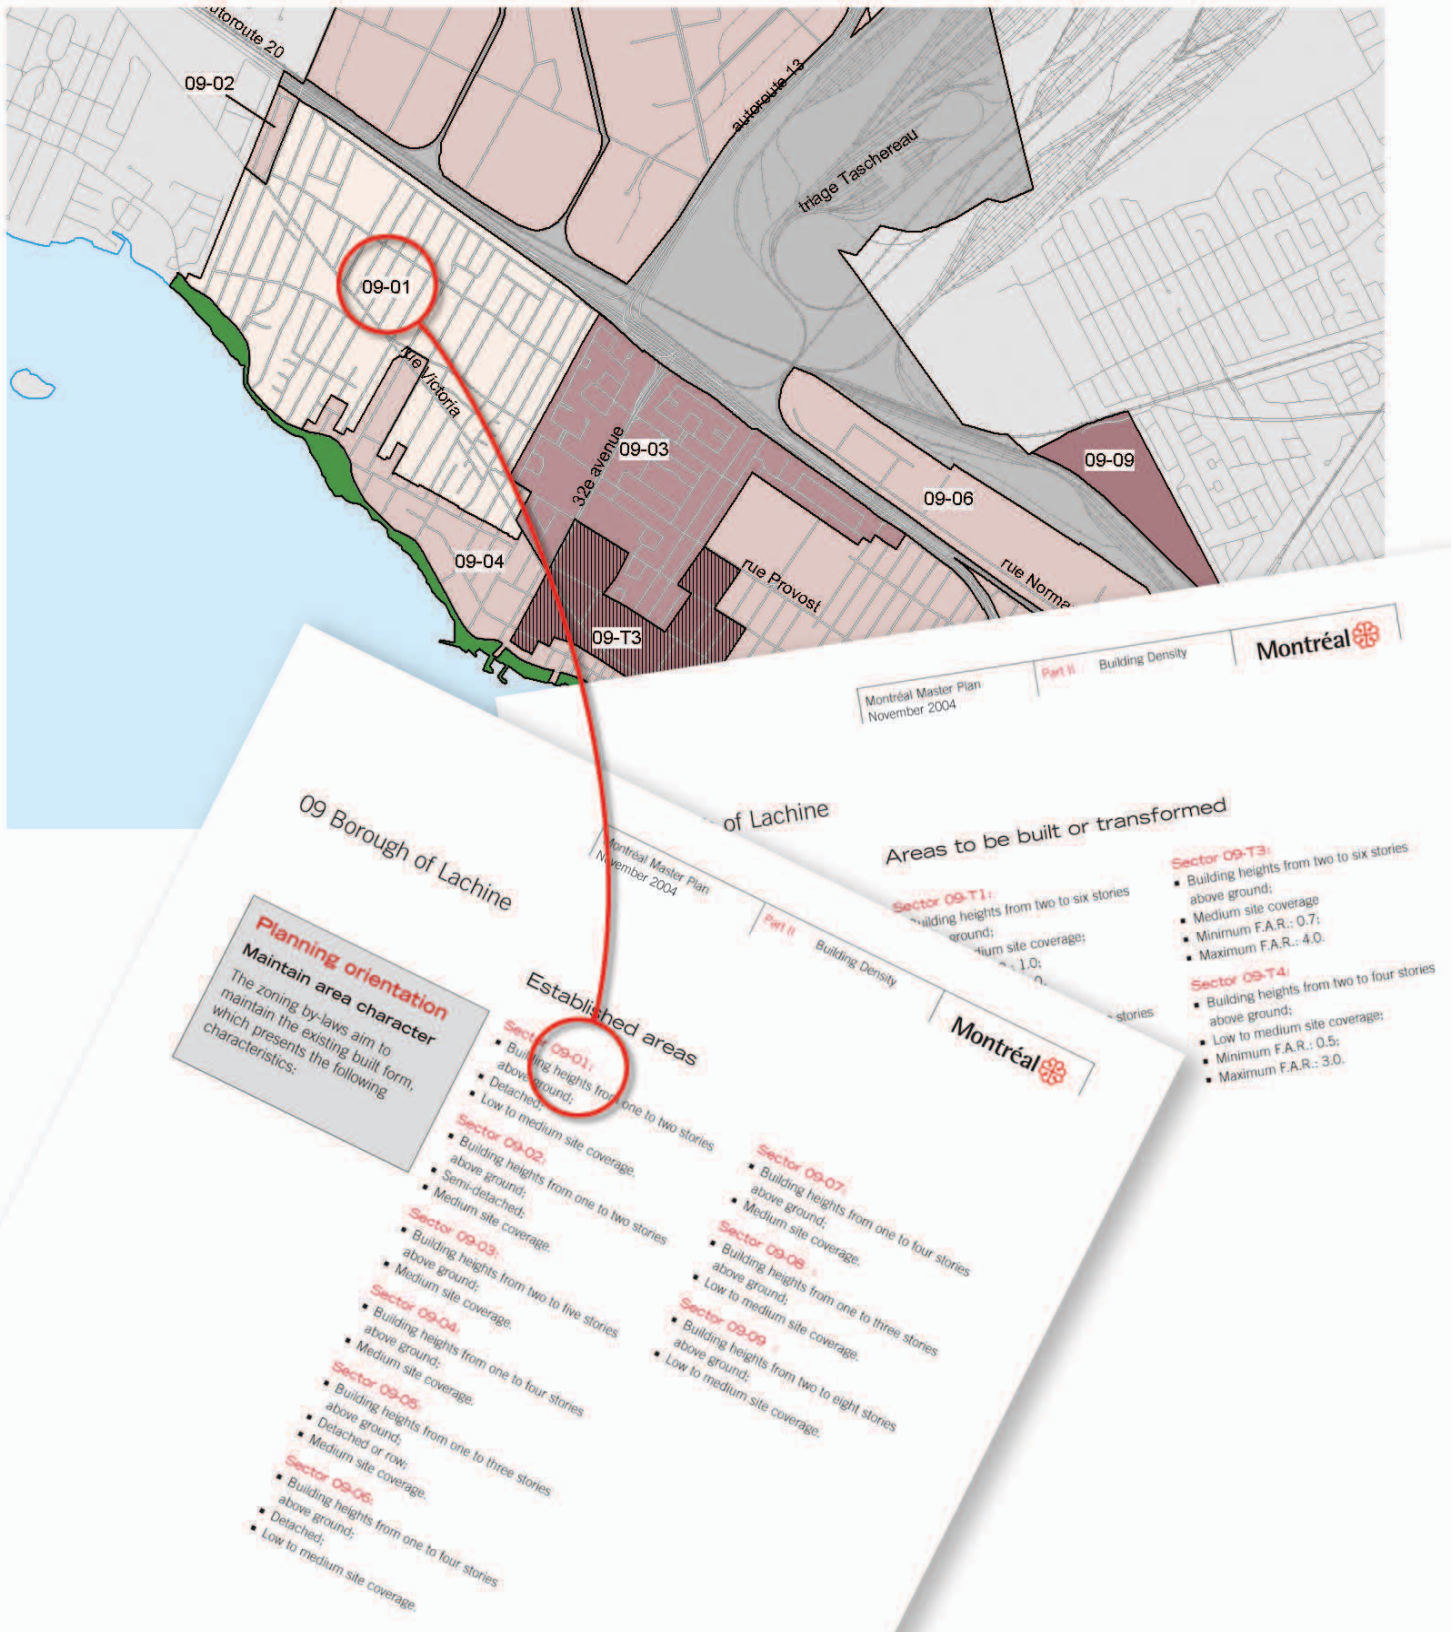 autoroute 20
09-02
autoroute 13
triage Taschereau
09-01
rue Victoria
32e avenue
09-03
09-09
09-06
09-04
rue Provost
rue Norma
09-T3
Montréal Master Plan
November 2004
Part II
Building Density
Montréal
of Lachine
Areas to be built or transformed
Sector 09-T1:
uilding heights from two to six stories
ground;
dium site coverage;
: 1.0;
stories
Sector 09-T3:
▪ Building heights from two to six stories
above ground;
▪ Medium site coverage
▪ Minimum F.A.R.: 0.7;
▪ Maximum F.A.R.: 4.0.
Sector 09-T4:
▪ Building heights from two to four stories
above ground;
▪ Low to medium site coverage;
▪ Minimum F.A.R.: 0.5;
▪ Maximum F.A.R.: 3.0.
09 Borough of Lachine
Montréal Master Plan
November 2004
Part II
Building Density
Montréal
Planning orientation
Maintain area character
The zoning by-laws aim to
maintain the existing built form,
which presents the following
characteristics:
Established areas
Sector 09-01:
▪ Building heights from one to two stories
above ground;
▪ Detached;
▪ Low to medium site coverage.
Sector 09-02:
▪ Building heights from one to two stories
above ground;
▪ Semi-detached;
▪ Medium site coverage.
Sector 09-03:
▪ Building heights from two to five stories
above ground;
▪ Medium site coverage.
Sector 09-04:
▪ Building heights from one to four stories
above ground;
▪ Medium site coverage.
Sector 09-05:
▪ Building heights from one to three stories
above ground;
▪ Detached or row;
▪ Medium site coverage.
Sector 09-06:
▪ Building heights from one to four stories
above ground;
▪ Detached;
▪ Low to medium site coverage.
Sector 09-07:
▪ Building heights from one to four stories
above ground;
▪ Medium site coverage.
Sector 09-08 :
▪ Building heights from one to three stories
above ground;
▪ Low to medium site coverage.
Sector 09-09 :
▪ Building heights from two to eight stories
above ground;
▪ Low to medium site coverage.